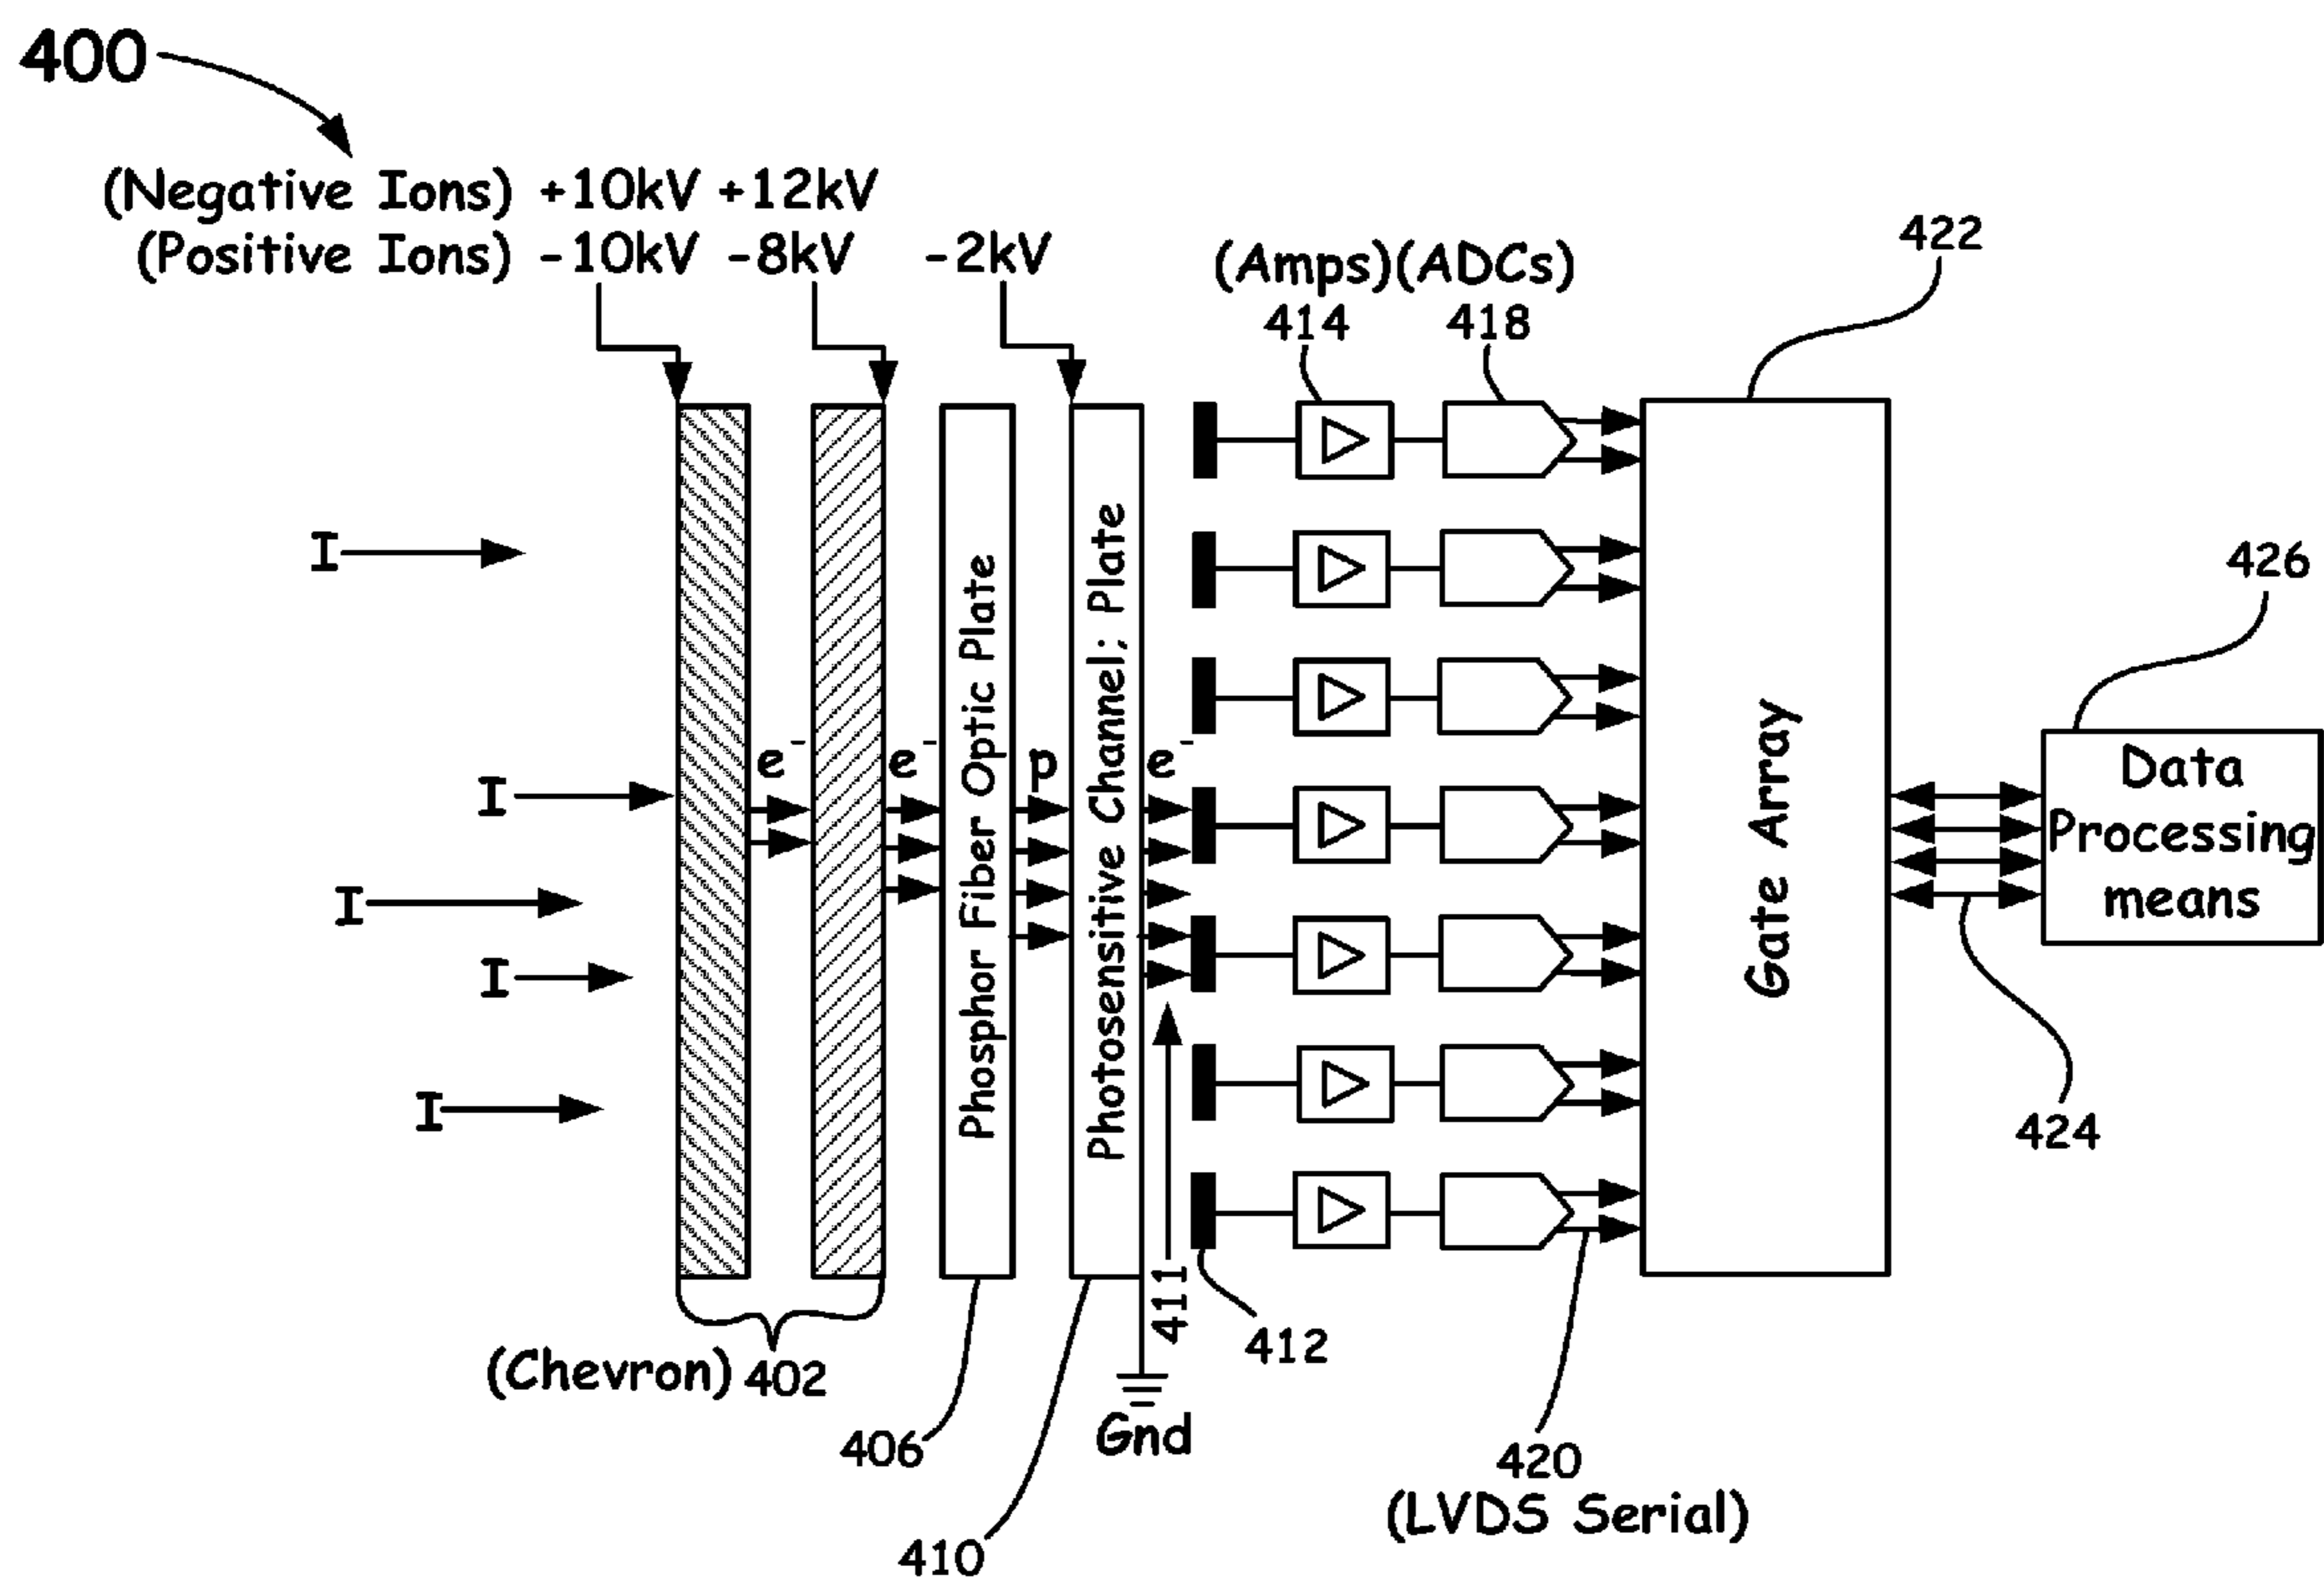 400
(Negative Ions) +10kV +12kV
(Positive Ions) -10kV -8kV -2kV
(Amps)(ADCs)
414 418
422
426
I
I
I
I
I
e⁻
e⁻
p
e⁻
Phosphor Fiber Optic Plate
Photosensitive Channel; Plate
Gate Array
Data
Processing
means
424
411
412
(Chevron) 402
Gnd
406
410
420
(LVDS Serial)